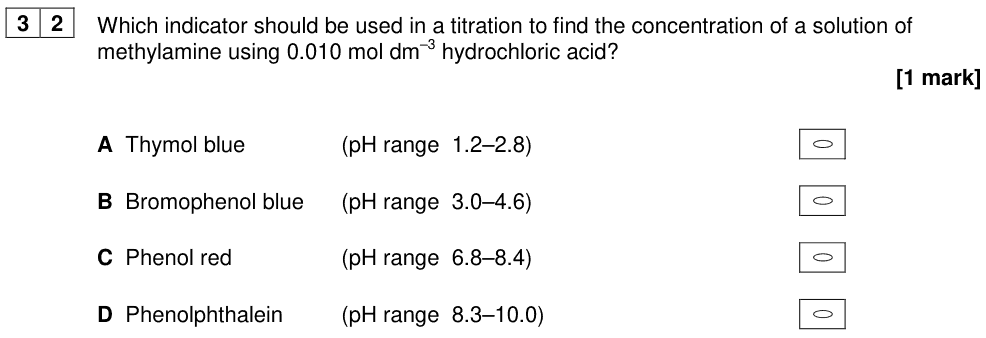 3 2 Which indicator should be used in a titration to find the concentration of a solution of
methylamine using 0.010 mol dm⁻³ hydrochloric acid?
[1 mark]
A Thymol blue (pH range 1.2–2.8)
B Bromophenol blue (pH range 3.0–4.6)
C Phenol red (pH range 6.8–8.4)
D Phenolphthalein (pH range 8.3–10.0)